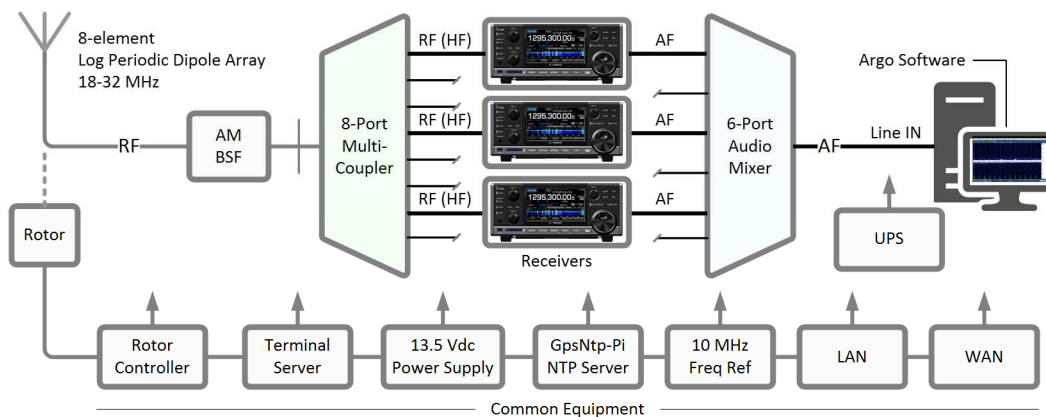 8-element
Log Periodic Dipole Array
18-32 MHz
RF
AM
BSF
8-Port
Multi-
Coupler
RF (HF)
RF (HF)
RF (HF)
1295.300.00
1295.300.00
1295.300.00
Receivers
AF
AF
AF
6-Port
Audio
Mixer
AF
Line IN
Argo Software
UPS
Rotor
Rotor
Controller
Terminal
Server
13.5 Vdc
Power Supply
GpsNtp-Pi
NTP Server
10 MHz
Freq Ref
LAN
WAN
Common Equipment